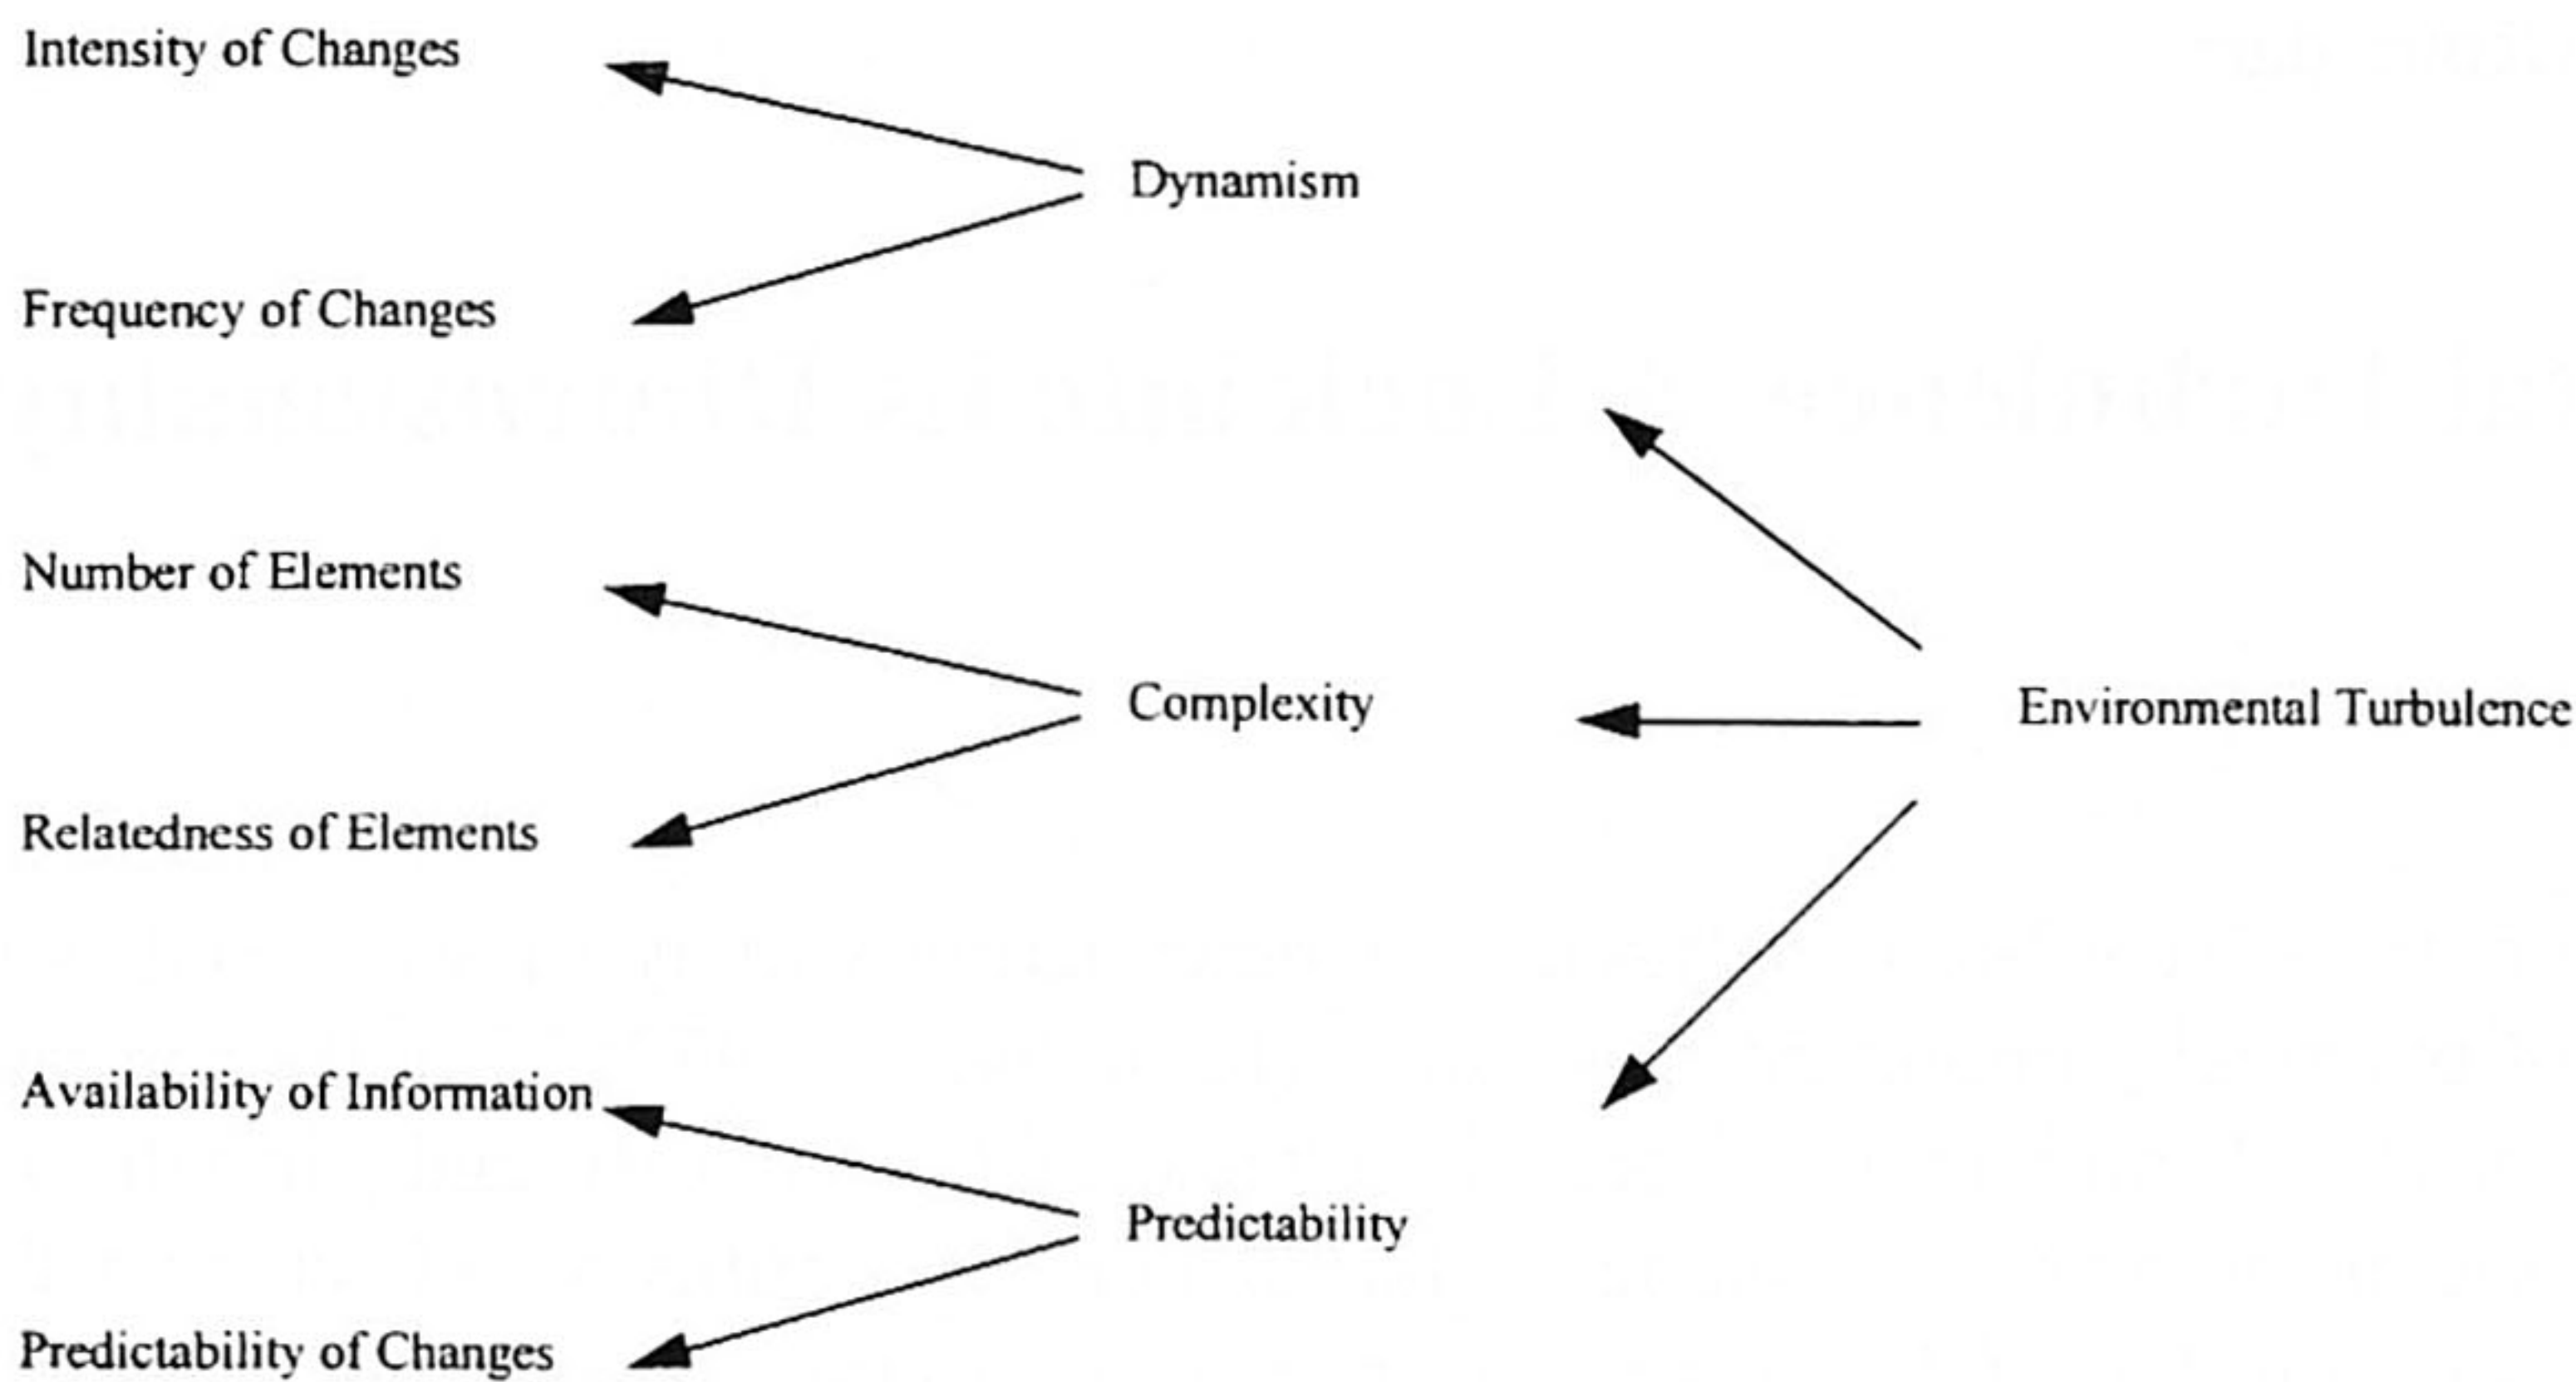 Intensity of Changes
Dynamism
Frequency of Changes
Number of Elements
Complexity
Environmental Turbulence
Relatedness of Elements
Availability of Information
Predictability
Predictability of Changes